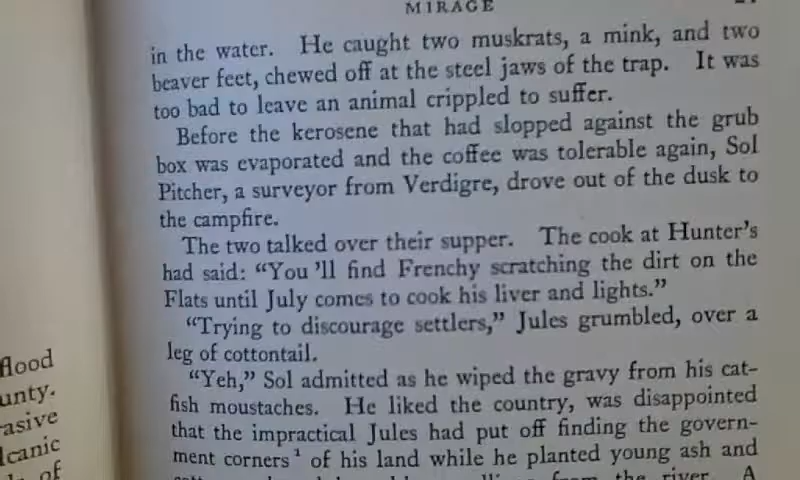 MIRAGE
in the water. He caught two muskrats, a mink, and two
beaver feet, chewed off at the steel jaws of the trap. It was
too bad to leave an animal crippled to suffer.
Before the kerosene that had slopped against the grub
box was evaporated and the coffee was tolerable again, Sol
Pitcher, a surveyor from Verdigre, drove out of the dusk to
the campfire.
The two talked over their supper. The cook at Hunter's
had said: "You 'll find Frenchy scratching the dirt on the
Flats until July comes to cook his liver and lights."
"Trying to discourage settlers," Jules grumbled, over a
leg of cottontail.
"Yeh," Sol admitted as he wiped the gravy from his cat-
fish moustaches. He liked the country, was disappointed
that the impractical Jules had put off finding the govern-
ment corners¹ of his land while he planted young ash and
from the river. A
flood
unty.
asive
lcanic
of